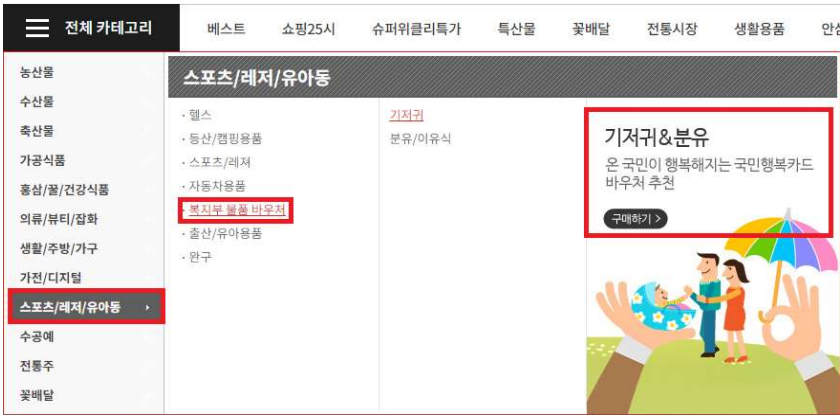 전체 카테고리
베스트
쇼핑25시
슈퍼위클리특가
특산물
꽃배달
전통시장
생활용품
농산물
수산물
축산물
가공식품
홍삼/꿀/건강식품
의류/뷰티/잡화
생활/주방/가구
가전/디지털
스포츠/레저/유아동
수공예
전통주
꽃배달
스포츠/레저/유아동
· 헬스
· 등산/캠핑용품
· 스포츠/레져
· 자동차용품
· 복지부 물품 바우처
· 출산/유아용품
· 완구
기저귀
분유/이유식
기저귀&분유
온 국민이 행복해지는 국민행복카드
바우처 추천
구매하기 >